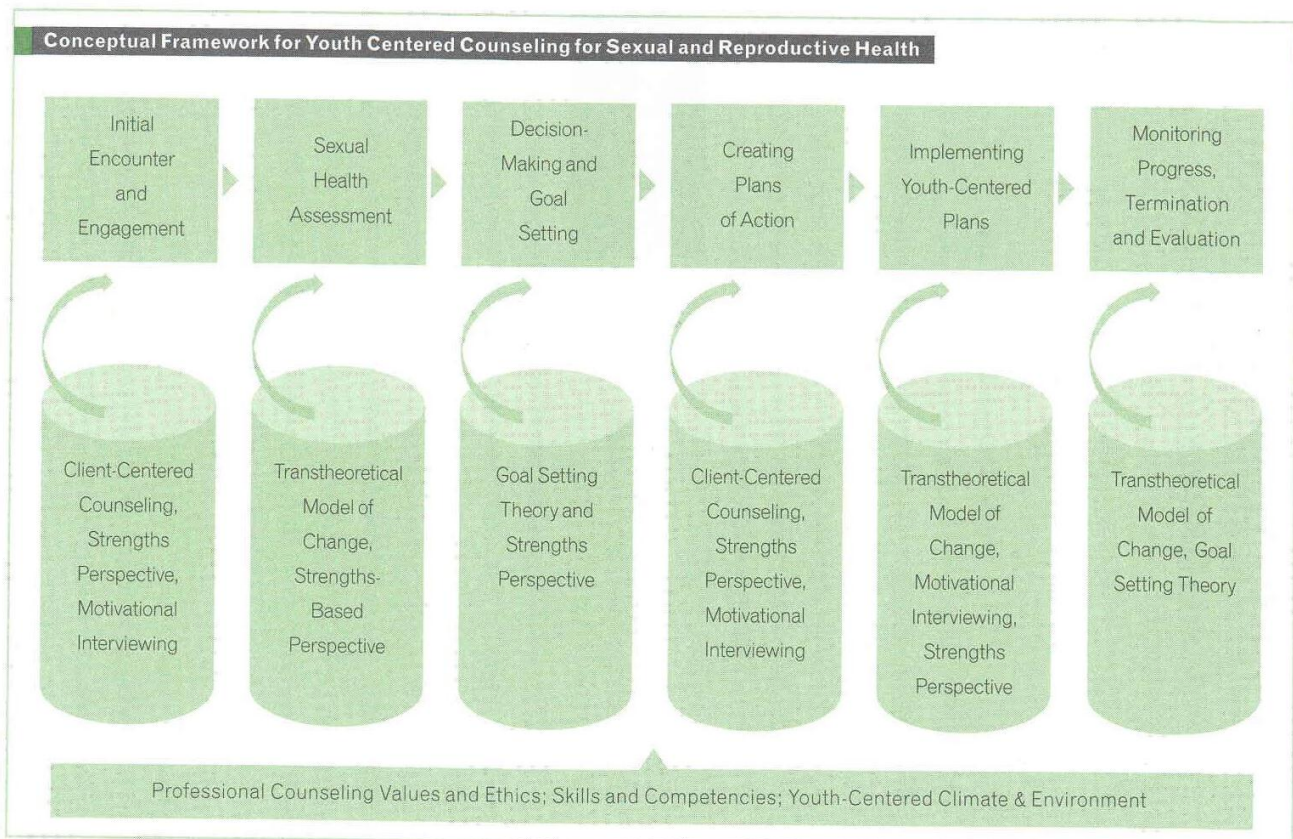 Conceptual Framework for Youth Centered Counseling for Sexual and Reproductive Health
Initial
Encounter
and
Engagement
Sexual
Health
Assessment
Decision-
Making and
Goal
Setting
Creating
Plans
of Action
Implementing
Youth-Centered
Plans
Monitoring
Progress,
Termination
and Evaluation
Client-Centered
Counseling,
Strengths
Perspective,
Motivational
Interviewing
Transtheoretical
Model of
Change,
Strengths-
Based
Perspective
Goal Setting
Theory and
Strengths
Perspective
Client-Centered
Counseling,
Strengths
Perspective,
Motivational
Interviewing
Transtheoretical
Model of
Change,
Motivational
Interviewing,
Strengths
Perspective
Transtheoretical
Model of
Change, Goal
Setting Theory
Professional Counseling Values and Ethics; Skills and Competencies; Youth-Centered Climate & Environment